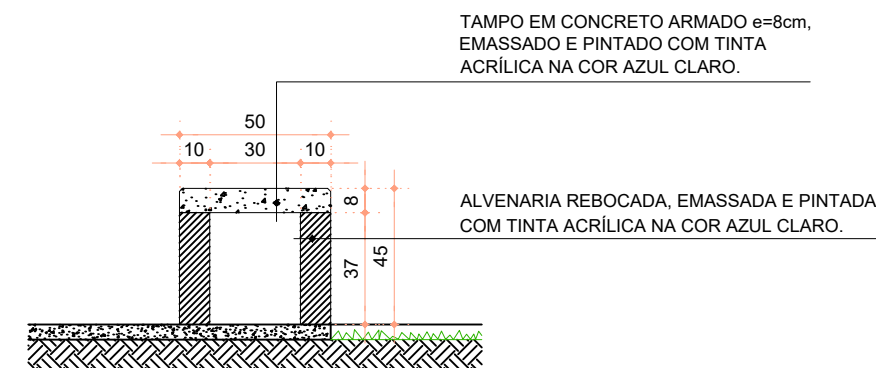 TAMPO EM CONCRETO ARMADO e=8cm,
EMASSADO E PINTADO COM TINTA
ACRÍLICA NA COR AZUL CLARO.
50
10 30 10
8
ALVENARIA REBOCADA, EMASSADA E PINTADA
COM TINTA ACRÍLICA NA COR AZUL CLARO.
37
45